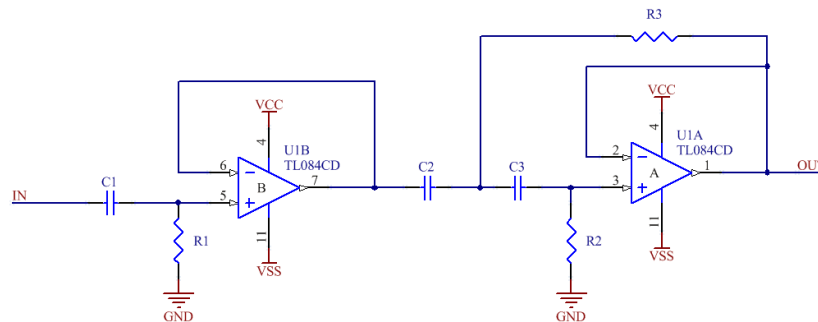 R3
VCC
VCC
4
4
U1B
TL084CD
U1A
TL084CD
6
2
IN
C1
5
B
7
C2
C3
3
A
1
OU
R1
11
VSS
R2
11
VSS
GND
GND